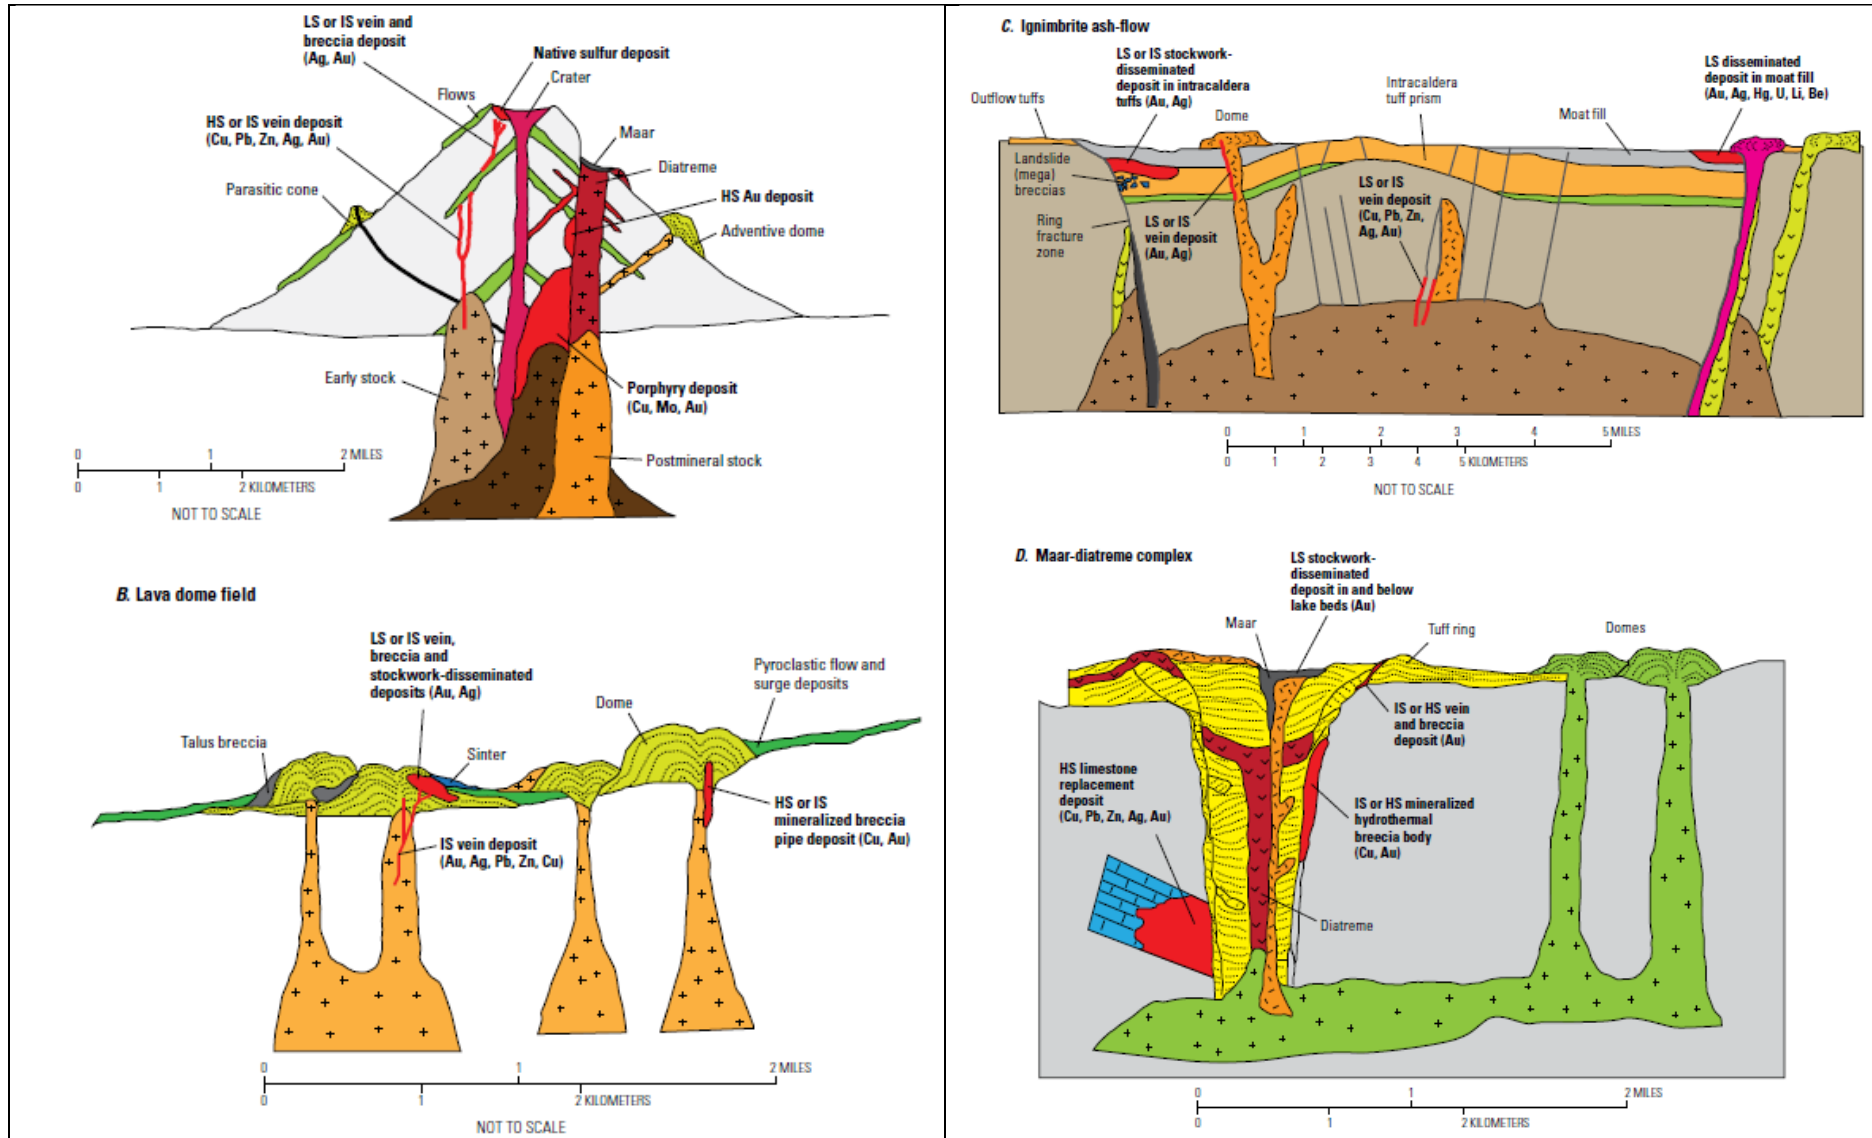 LS or IS vein and
breccia deposit
(Ag, Au)
Native sulfur deposit
Crater
Flows
HS or IS vein deposit
(Cu, Pb, Zn, Ag, Au)
Maar
Diatreme
Parasitic cone
HS Au deposit
Adventive dome
Early stock
Porphyry deposit
(Cu, Mo, Au)
Postmineral stock
0 1 2 MILES
0 1 2 KILOMETERS
NOT TO SCALE
B. Lava dome field
LS or IS vein,
breccia and
stockwork-disseminated
deposits (Au, Ag)
Pyroclastic flow and
surge deposits
Dome
Talus breccia
Sinter
HS or IS
mineralized breccia
pipe deposit (Cu, Au)
IS vein deposit
(Au, Ag, Pb, Zn, Cu)
0 1 2 MILES
0 1 2 KILOMETERS
NOT TO SCALE
C. Ignimbrite ash-flow
LS or IS stockwork-
disseminated
deposit in intracaldera
tuffs (Au, Ag)
LS disseminated
deposit in moat fill
(Au, Ag, Hg, U, Li, Be)
Intracaldera
tuff prism
Outflow tuffs
Dome
Moat fill
Landslide
(mega)
breccias
LS or IS
vein deposit
(Cu, Pb, Zn,
Ag, Au)
Ring
fracture
zone
LS or IS
vein deposit
(Au, Ag)
0 1 2 3 4 5 MILES
0 1 2 3 4 5 KILOMETERS
NOT TO SCALE
D. Maar-diatreme complex
LS stockwork-
disseminated
deposit in and below
lake beds (Au)
Maar
Tuff ring
Domes
IS or HS vein
and breccia
deposit (Au)
HS limestone
replacement
deposit
(Cu, Pb, Zn, Ag, Au)
IS or HS mineralized
hydrothermal
breccia body
(Cu, Au)
Diatreme
0 1 2 MILES
0 1 2 KILOMETERS